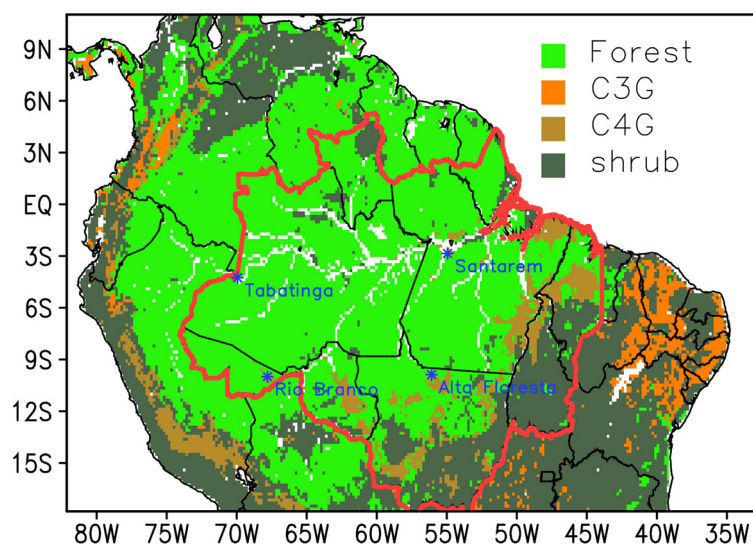 9N
6N
3N
EQ
3S
6S
9S
12S
15S
80W 75W 70W 65W 60W 55W 50W 45W 40W 35W
Forest
C3G
C4G
shrub
Santarem
Tabatinga
Rio Branco
Alta Floresta